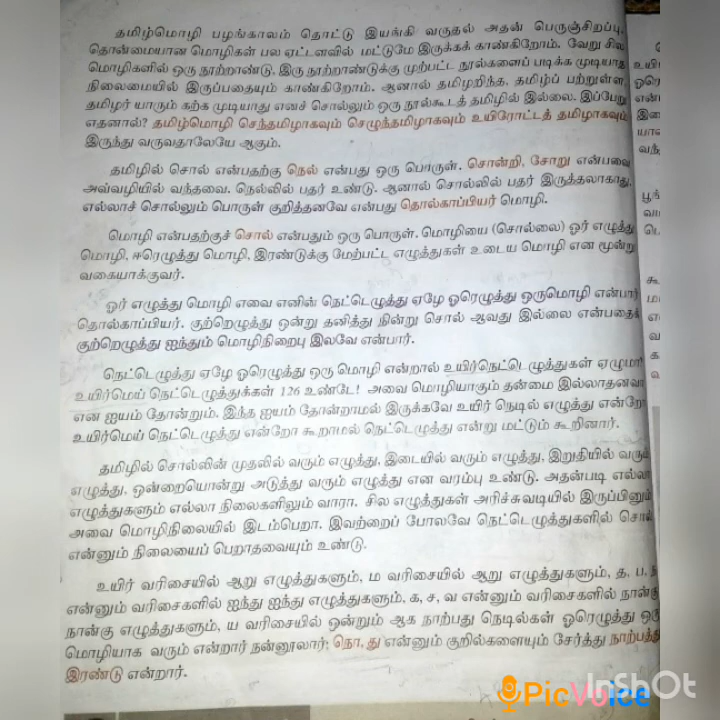 தமிழ்மொழி பழங்காலம் தொட்டு இயங்கி வருதல் அதன் பெருஞ்சிறப்பு.
தொன்மையான மொழிகள் பல ஏட்டளவில் மட்டுமே இருக்கக் காண்கிறோம். வேறு சில
மொழிகளில் ஒரு நூற்றாண்டு, இரு நூற்றாண்டுக்கு முற்பட்ட நூல்களைப் படிக்க முடியாத
நிலைமையில் இருப்பதையும் காண்கிறோம். ஆனால் தமிழறிந்த, தமிழ்ப் பற்றுள்ள
தமிழர் யாரும் கற்க முடியாது எனச் சொல்லும் ஒரு நூல்கூடத் தமிழில் இல்லை. இப்பேறு
எதனால்? தமிழ்மொழி செந்தமிழாகவும் செழுந்தமிழாகவும் உயிரோட்டத் தமிழாகவும்
இருந்து வருவதாலேயே ஆகும்.
தமிழில் சொல் என்பதற்கு நெல் என்பது ஒரு பொருள். சொன்றி, சோறு என்பவை
அவ்வழியில் வந்தவை. நெல்லில் பதர் உண்டு. ஆனால் சொல்லில் பதர் இருத்தலாகாது.
எல்லாச் சொல்லும் பொருள் குறித்தனவே என்பது தொல்காப்பியர் மொழி.
மொழி என்பதற்குச் சொல் என்பதும் ஒரு பொருள். மொழியை (சொல்லை) ஓர் எழுத்து
மொழி, ஈரெழுத்து மொழி, இரண்டுக்கு மேற்பட்ட எழுத்துகள் உடைய மொழி என மூன்று
வகையாக்குவர்.
ஓர் எழுத்து மொழி எவை எனின் நெட்டெழுத்து ஏழே ஓரெழுத்து ஒருமொழி என்பார்
தொல்காப்பியர். குற்றெழுத்து ஒன்று தனித்து நின்று சொல் ஆவது இல்லை என்பதைக்
குற்றெழுத்து ஐந்தும் மொழிநிறைபு இலவே என்பார்.
நெட்டெழுத்து ஏழே ஓரெழுத்து ஒரு மொழி என்றால் உயிர்நெட்டெழுத்துகள் ஏழுமா?
உயிர்மெய் நெட்டெழுத்துக்கள் 126 உண்டே! அவை மொழியாகும் தன்மை இல்லாதனவா
என ஐயம் தோன்றும். இந்த ஐயம் தோன்றாமல் இருக்கவே உயிர் நெடில் எழுத்து என்றோ
உயிர்மெய் நெட்டெழுத்து என்றோ கூறாமல் நெட்டெழுத்து என்று மட்டும் கூறினார்.
தமிழில் சொல்லின் முதலில் வரும் எழுத்து, இடையில் வரும் எழுத்து, இறுதியில் வரும்
எழுத்து, ஒன்றையொன்று அடுத்து வரும் எழுத்து என வரம்பு உண்டு. அதன்படி எல்லா
எழுத்துகளும் எல்லா நிலைகளிலும் வாரா. சில எழுத்துகள் அரிச்சுவடியில் இருப்பினும்
அவை மொழிநிலையில் இடம்பெறா. இவற்றைப் போலவே நெட்டெழுத்துகளில் சொல்
என்னும் நிலையைப் பெறாதவையும் உண்டு.
உயிர் வரிசையில் ஆறு எழுத்துகளும், ம வரிசையில் ஆறு எழுத்துகளும், த, ப, ந
என்னும் வரிசைகளில் ஐந்து ஐந்து எழுத்துகளும், க, ச, வ என்னும் வரிசைகளில் நான்கு
நான்கு எழுத்துகளும், ய வரிசையில் ஒன்றும் ஆக நாற்பது நெடில்கள் ஓரெழுத்து ஒரு
மொழியாக வரும் என்றார் நன்னூலார்; நொ, து என்னும் குறில்களையும் சேர்த்து நாற்பத்து
இரண்டு என்றார்.
PicVoice
InShOt